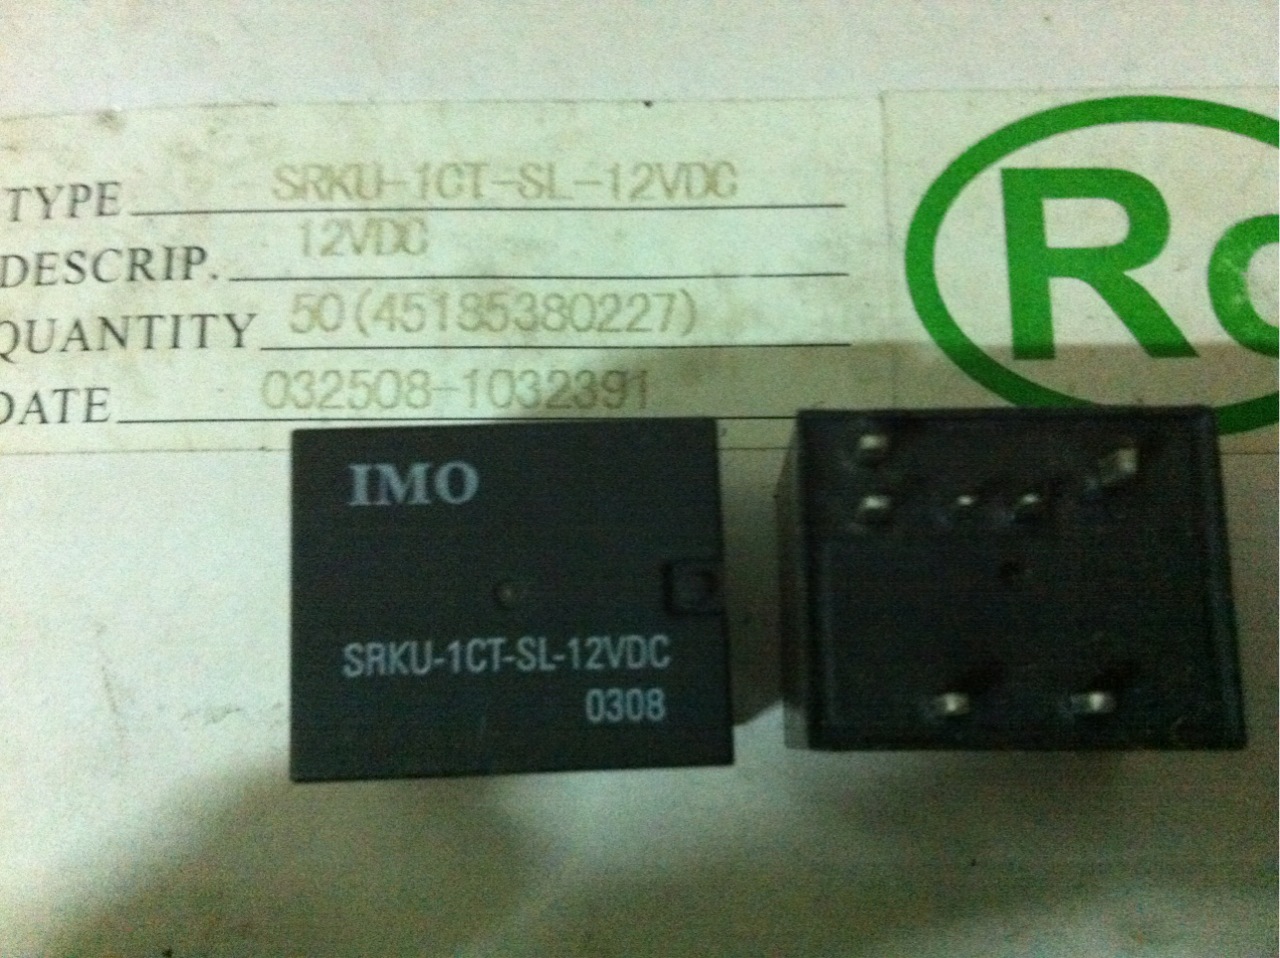 TYPE SRKU-1CT-SL-12VDC
DESCRIP. 12VDC
QUANTITY 50(45185380227)
DATE 032508-1032391
Ro
IMO
SRKU-1CT-SL-12VDC
0308